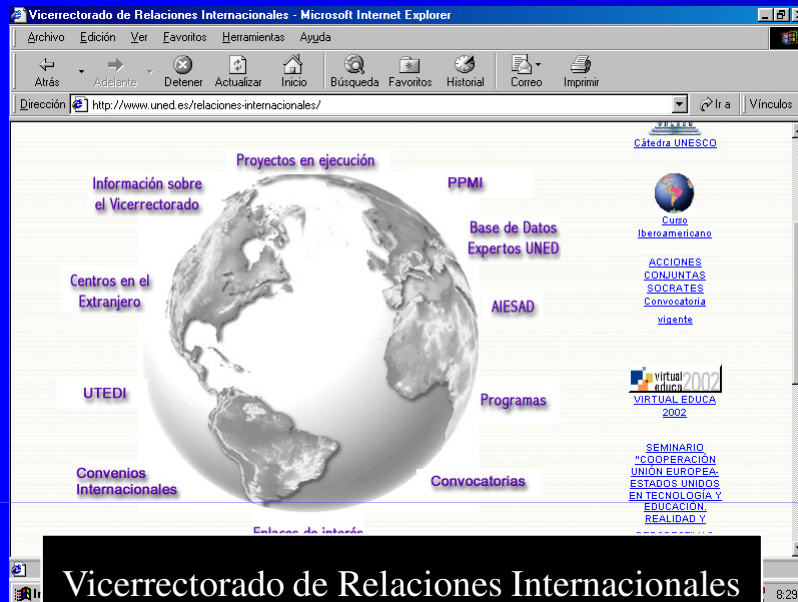 Vicerrectorado de Relaciones Internacionales - Microsoft Internet Explorer
Archivo Edición Ver Favoritos Herramientas Ayuda
Atrás Adelante Detener Actualizar Inicio Búsqueda Favoritos Historial Correo Imprimir
Dirección http://www.uned.es/relaciones-internacionales/ Ir a Vínculos
Proyectos en ejecución
Información sobre
el Vicerrectorado
PPMI
Base de Datos
Expertos UNED
Centros en el
Extranjero
AIESAD
UTEDI
Programas
Convenios
Internacionales
Convocatorias
Enlaces de interés
Cátedra UNESCO
Curso
Iberoamericano
ACCIONES
CONJUNTAS
SOCRATES
Convocatoria
vigente
virtual educa 2002
VIRTUAL EDUCA
2002
SEMINARIO
"COOPERACIÓN
UNIÓN EUROPEA-
ESTADOS UNIDOS
EN TECNOLOGÍA Y
EDUCACIÓN.
REALIDAD Y
Vicerrectorado de Relaciones Internacionales
8:29